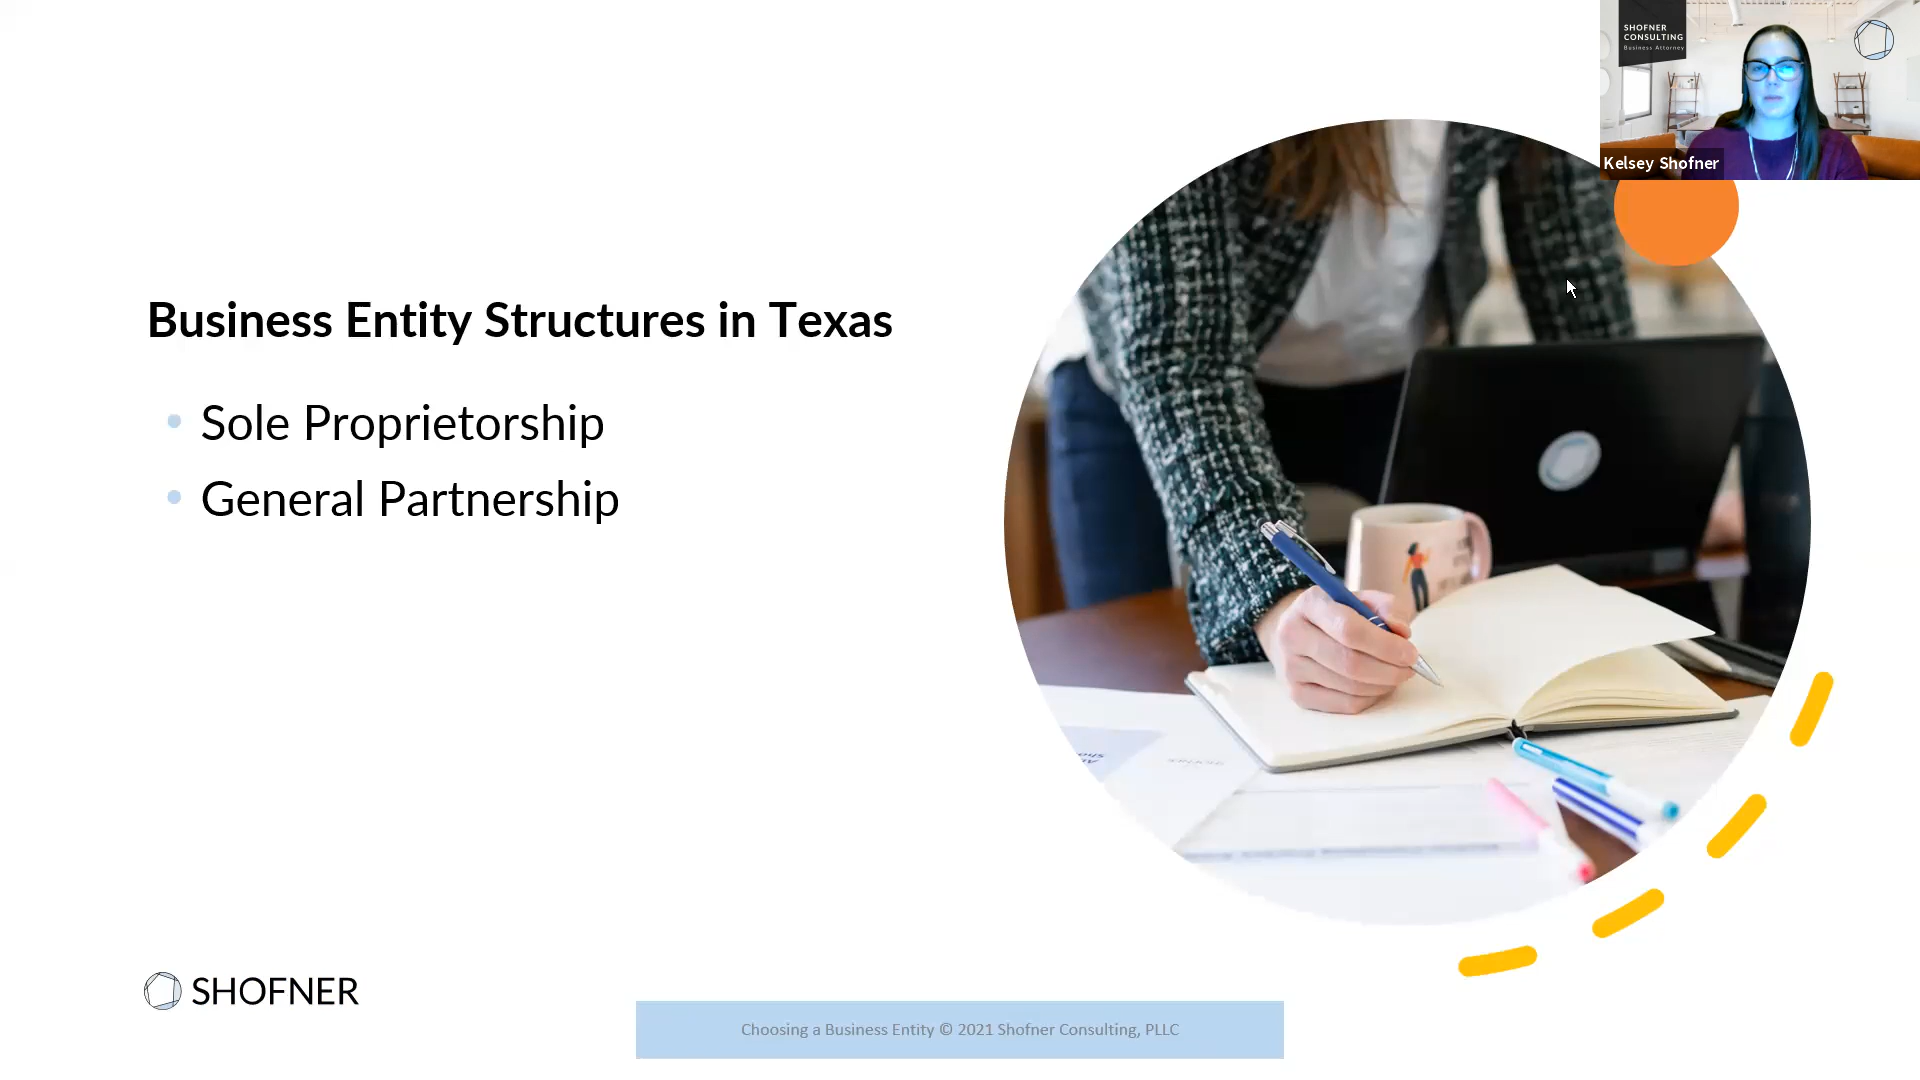 SHOFNER
CONSULTING
Business Attorney
Kelsey Shofner
Business Entity Structures in Texas
Sole Proprietorship
General Partnership
SHOFNER
Choosing a Business Entity © 2021 Shofner Consulting, PLLC